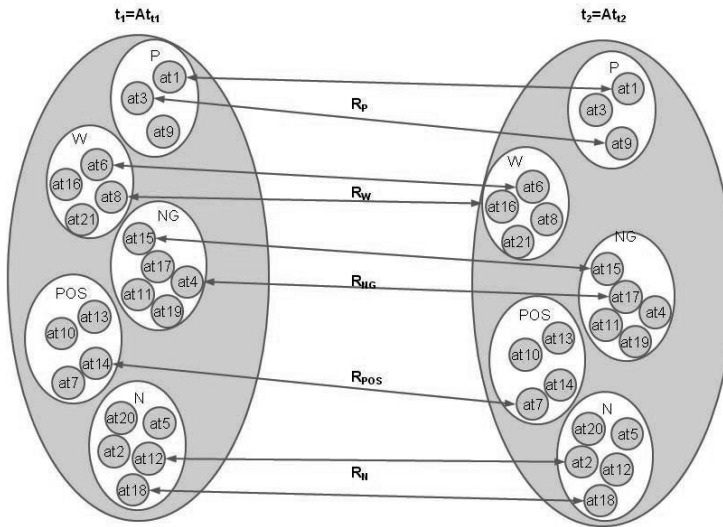 t₁=Atₜ₁
t₂=Atₜ₂
P
at1
at3
at9
W
at6
at16
at8
at21
NG
at15
at17
at4
at11
at19
POS
at13
at10
at14
at7
N
at20
at5
at2
at12
at18
R_P
R_W
R_NG
R_POS
R_N
P
at1
at3
at9
W
at6
at16
at8
at21
NG
at15
at17
at4
at11
at19
POS
at13
at10
at14
at7
N
at20
at5
at2
at12
at18